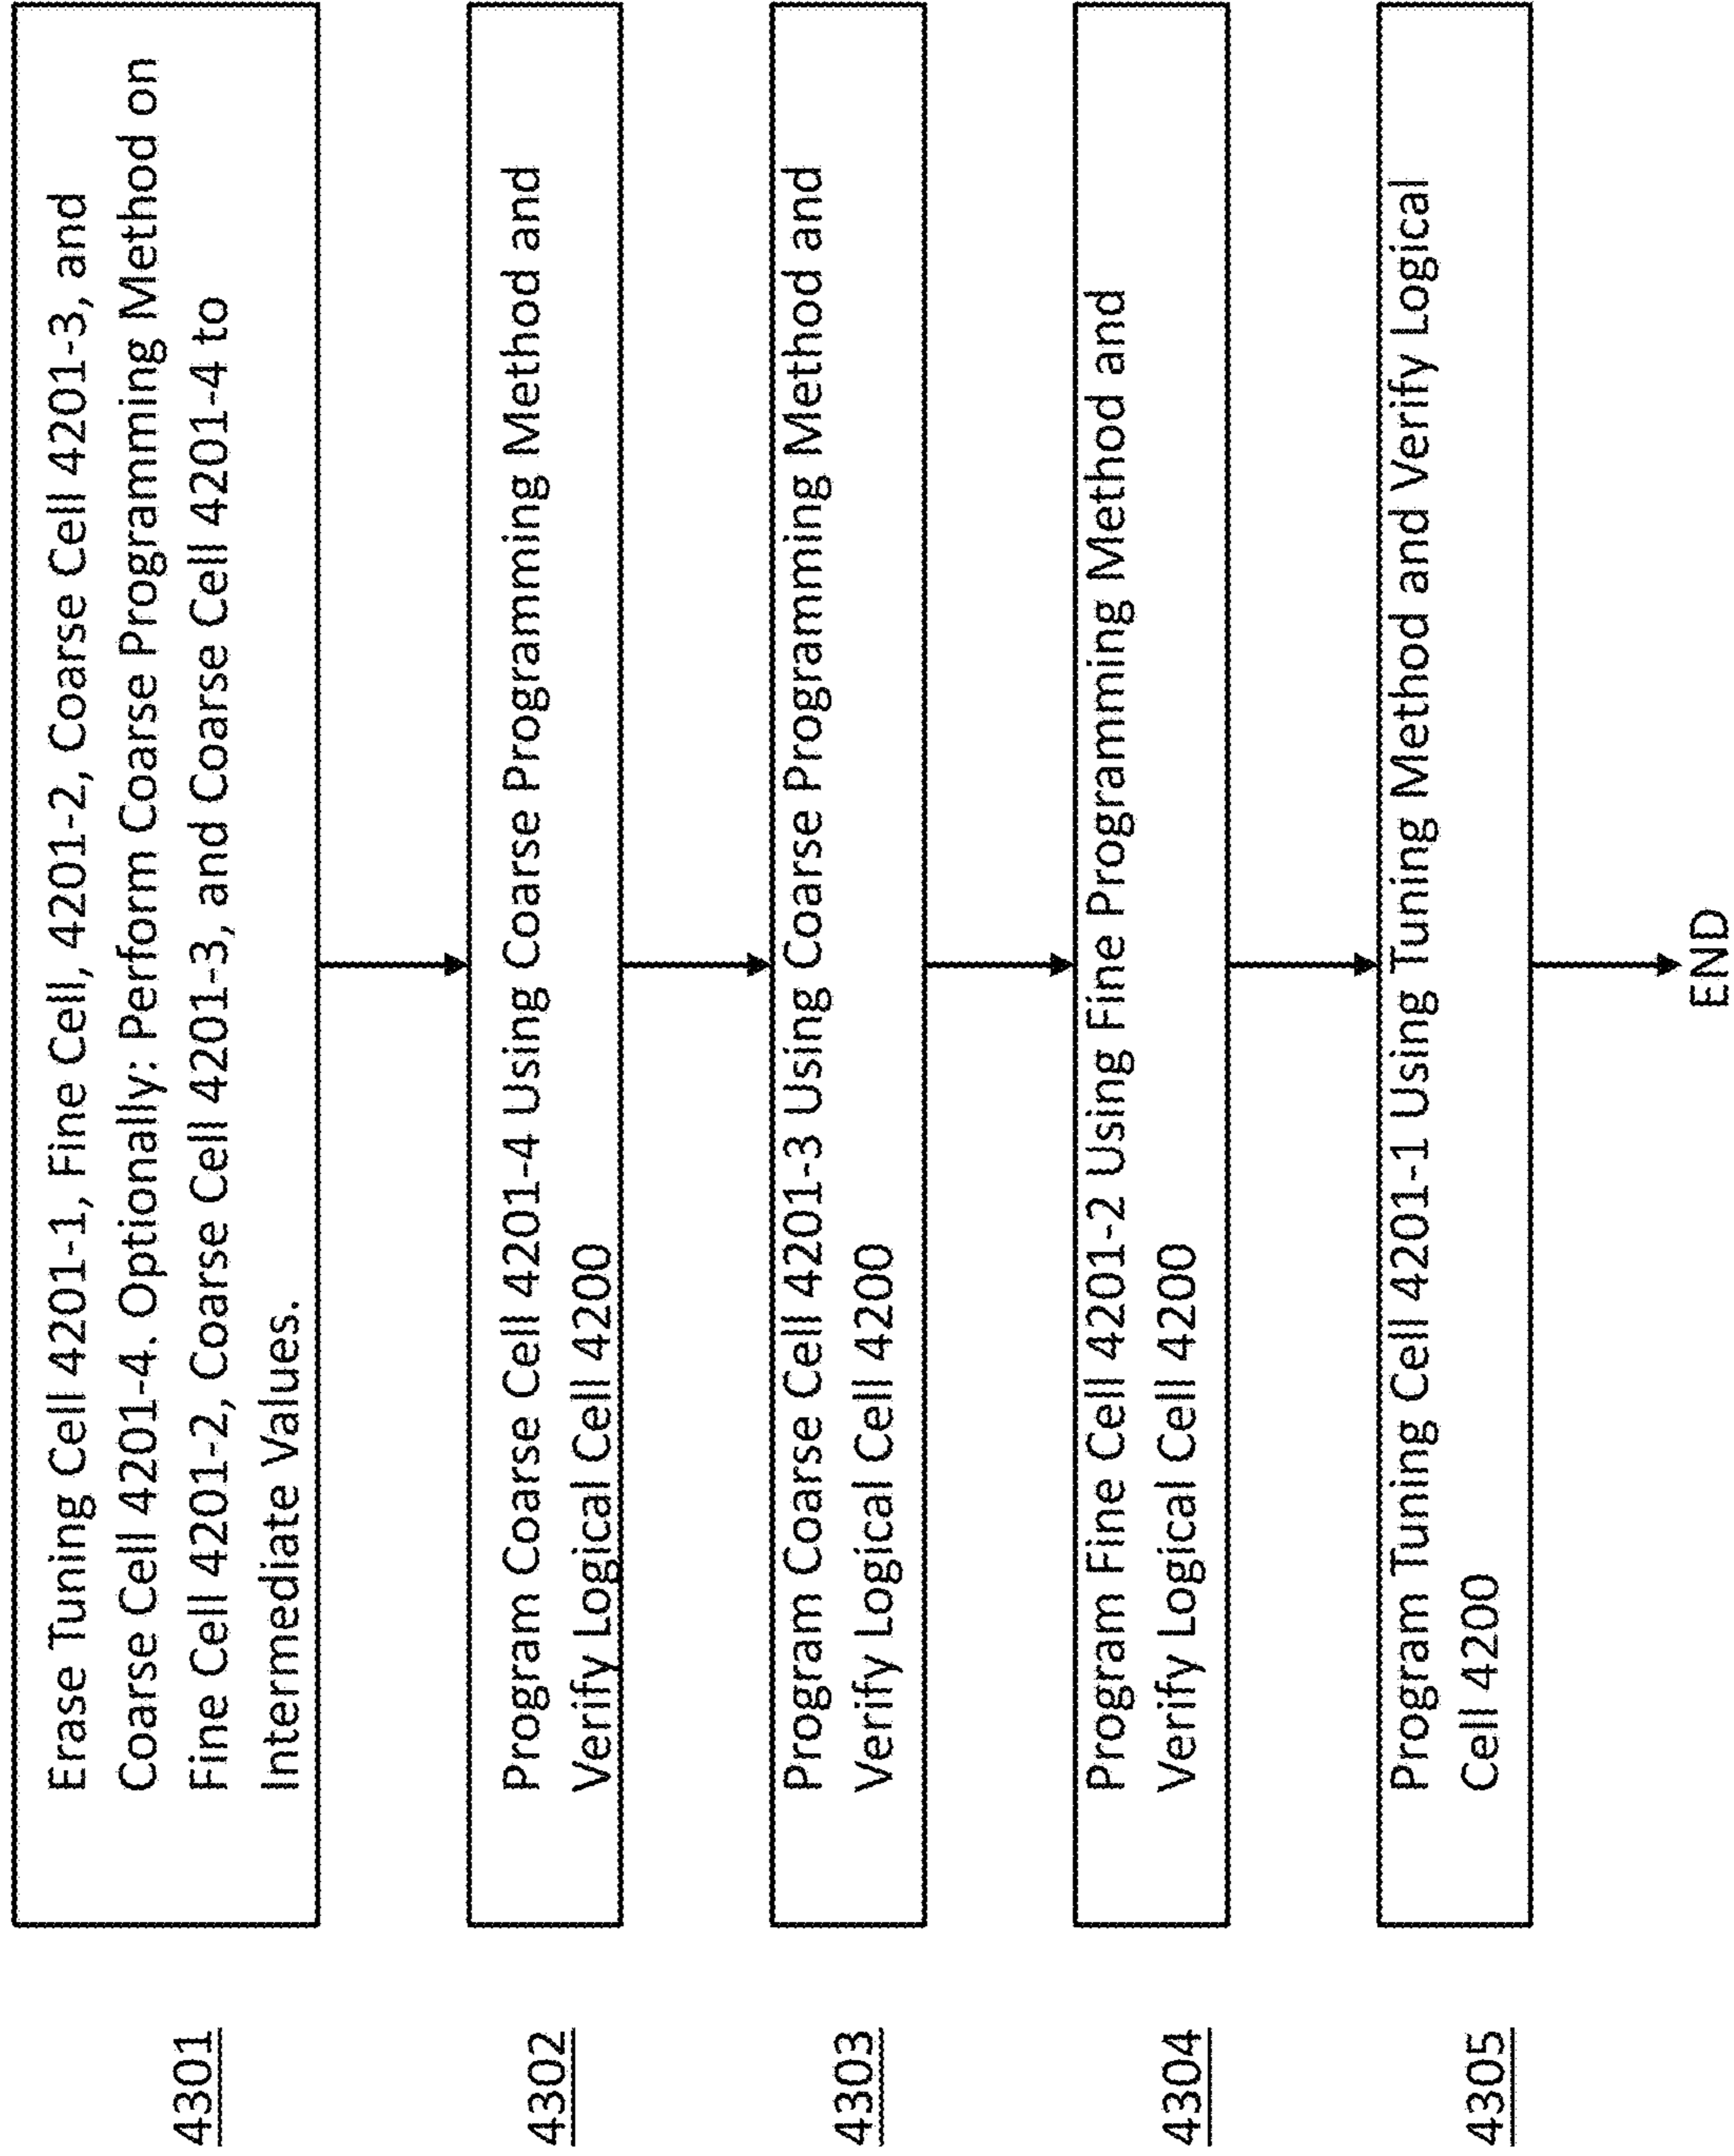 4301
Erase Tuning Cell 4201-1, Fine Cell, 4201-2, Coarse Cell 4201-3, and
Coarse Cell 4201-4. Optionally: Perform Coarse Programming Method on
Fine Cell 4201-2, Coarse Cell 4201-3, and Coarse Cell 4201-4 to
Intermediate Values.
4302
Program Coarse Cell 4201-4 Using Coarse Programming Method and
Verify Logical Cell 4200
4303
Program Coarse Cell 4201-3 Using Coarse Programming Method and
Verify Logical Cell 4200
4304
Program Fine Cell 4201-2 Using Fine Programming Method and
Verify Logical Cell 4200
4305
Program Tuning Cell 4201-1 Using Tuning Method and Verify Logical
Cell 4200
END